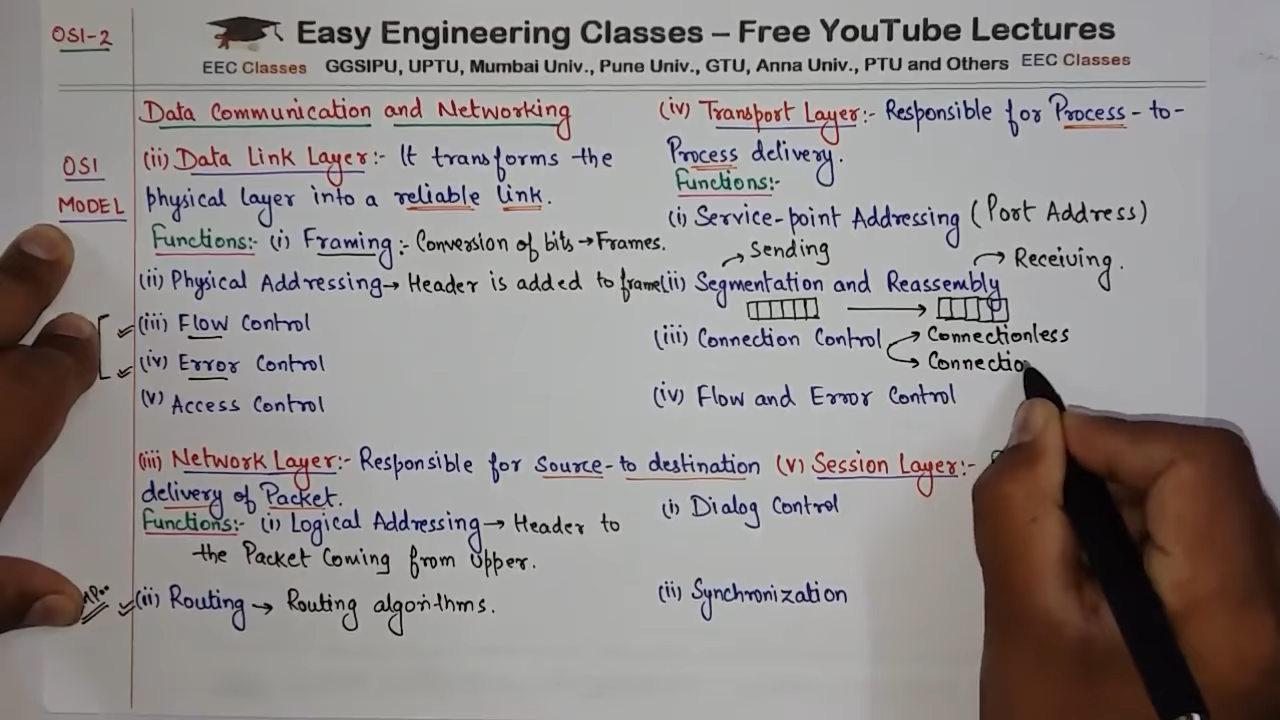 OSI-2
Easy Engineering Classes – Free YouTube Lectures
EEC Classes GGSIPU, UPTU, Mumbai Univ., Pune Univ., GTU, Anna Univ., PTU and Others EEC Classes
OSI
MODEL
Data Communication and Networking
(ii) Data Link Layer:- It transforms the
physical layer into a reliable link.
Functions:- (i) Framing:- Conversion of bits → Frames.
(ii) Physical Addressing → Header is added to frame
(iii) Flow Control
(iv) Error Control
(v) Access Control
(iii) Network Layer:- Responsible for Source-to destination
delivery of Packet.
Functions:- (i) Logical Addressing → Header to
the Packet Coming from Upper.
(ii) Routing → Routing algorithms.
(iv) Transport Layer:- Responsible for Process-to-
Process delivery.
Functions:-
(i) Service-point Addressing (Port Address)
→ Sending
→ Receiving.
(ii) Segmentation and Reassembly
(iii) Connection Control → Connectionless
→ Connectio
(iv) Flow and Error Control
(v) Session Layer:-
(i) Dialog Control
(ii) Synchronization